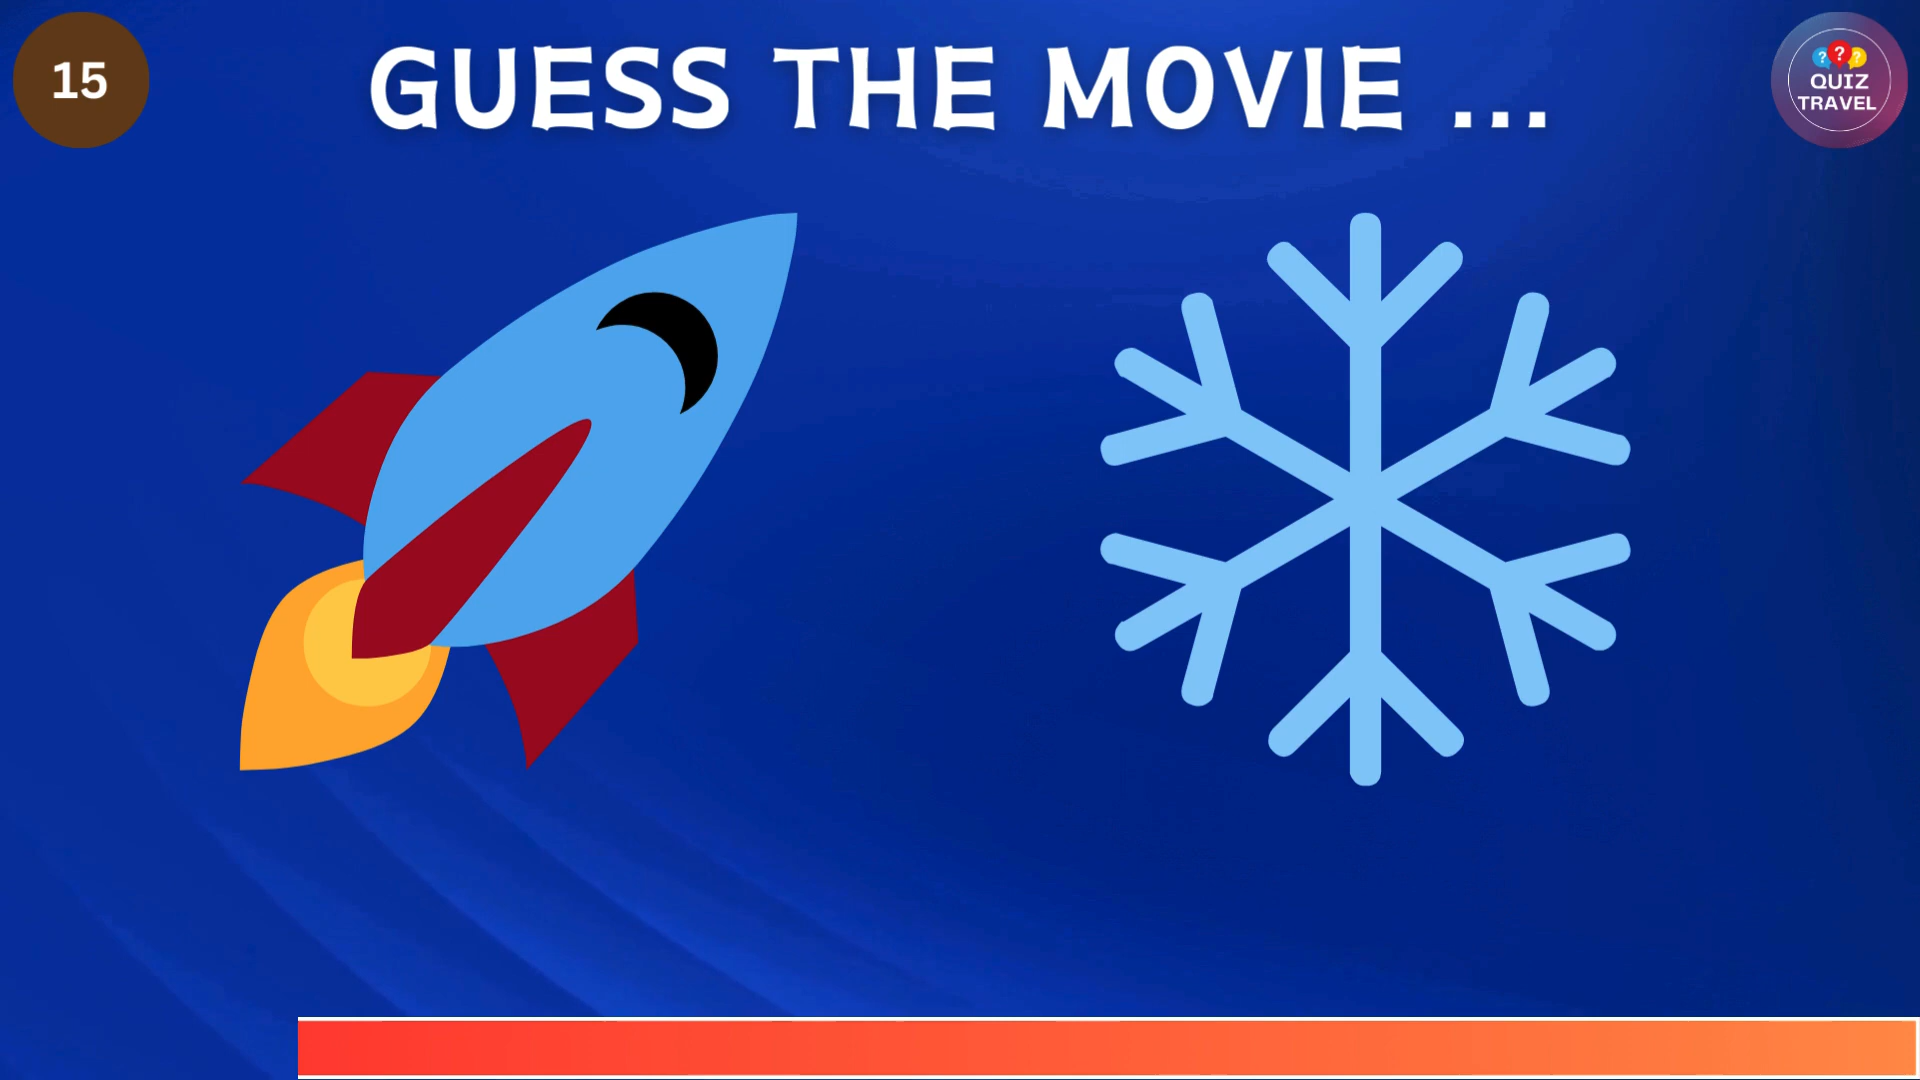 15
GUESS THE MOVIE ...
? ? ?
QUIZ
TRAVEL